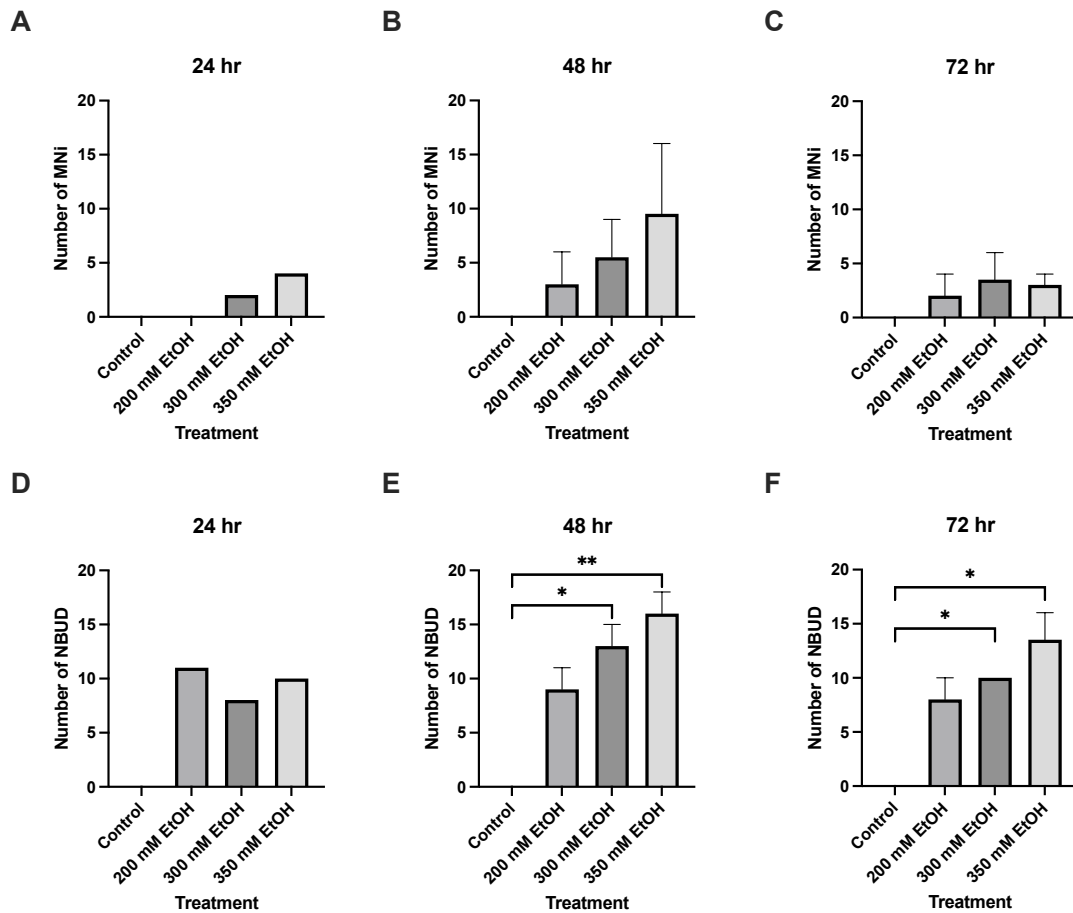 A
B
C
24 hr
48 hr
72 hr
Number of MNi
20
15
10
5
0
Control
200 mM EtOH
300 mM EtOH
350 mM EtOH
Treatment
Number of MNi
20
15
10
5
0
Control
200 mM EtOH
300 mM EtOH
350 mM EtOH
Treatment
Number of MNi
20
15
10
5
0
Control
200 mM EtOH
300 mM EtOH
350 mM EtOH
Treatment
D
E
F
24 hr
48 hr
72 hr
Number of NBUD
20
15
10
5
0
Control
200 mM EtOH
300 mM EtOH
350 mM EtOH
Treatment
Number of NBUD
20
15
10
5
0
**
*
Control
200 mM EtOH
300 mM EtOH
350 mM EtOH
Treatment
Number of NBUD
20
15
10
5
0
*
*
Control
200 mM EtOH
300 mM EtOH
350 mM EtOH
Treatment